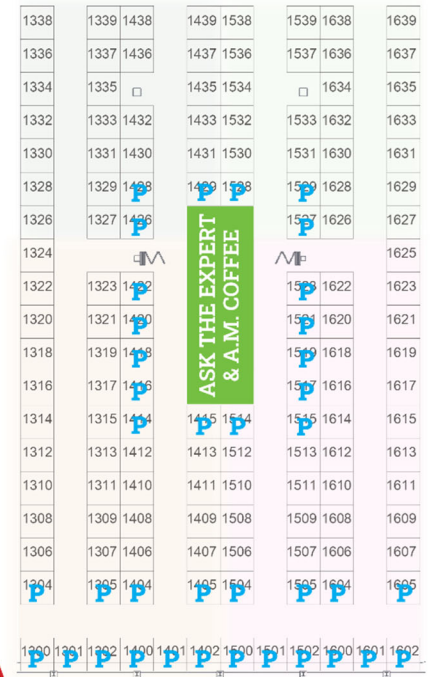 1338 1339 1438 1439 1538 1539 1638 1639
1336 1337 1436 1437 1536 1537 1636 1637
1334 1335 1435 1534 1634 1635
1332 1333 1432 1433 1532 1533 1632 1633
1330 1331 1430 1431 1530 1531 1630 1631
1328 1329 1428 P 1429 P 1528 P 1529 P 1628 1629
1326 1327 1426 P 1527 P 1626 1627
1324 1625
ASK THE EXPERT
& A.M. COFFEE
1322 1323 1422 P 1523 P 1622 1623
1320 1321 1420 P 1521 P 1620 1621
1318 1319 1418 P 1519 P 1618 1619
1316 1317 1416 P 1517 P 1616 1617
1314 1315 1414 P 1415 P 1514 P 1515 P 1614 1615
1312 1313 1412 1413 1512 1513 1612 1613
1310 1311 1410 1411 1510 1511 1610 1611
1308 1309 1408 1409 1508 1509 1608 1609
1306 1307 1406 1407 1506 1507 1606 1607
1304 P 1305 P 1404 P 1405 P 1504 P 1505 P 1604 P 1605 P
1300 P 1301 P 1302 P 1400 P 1401 P 1402 P 1500 P 1501 P 1502 P 1600 P 1601 P 1602 P